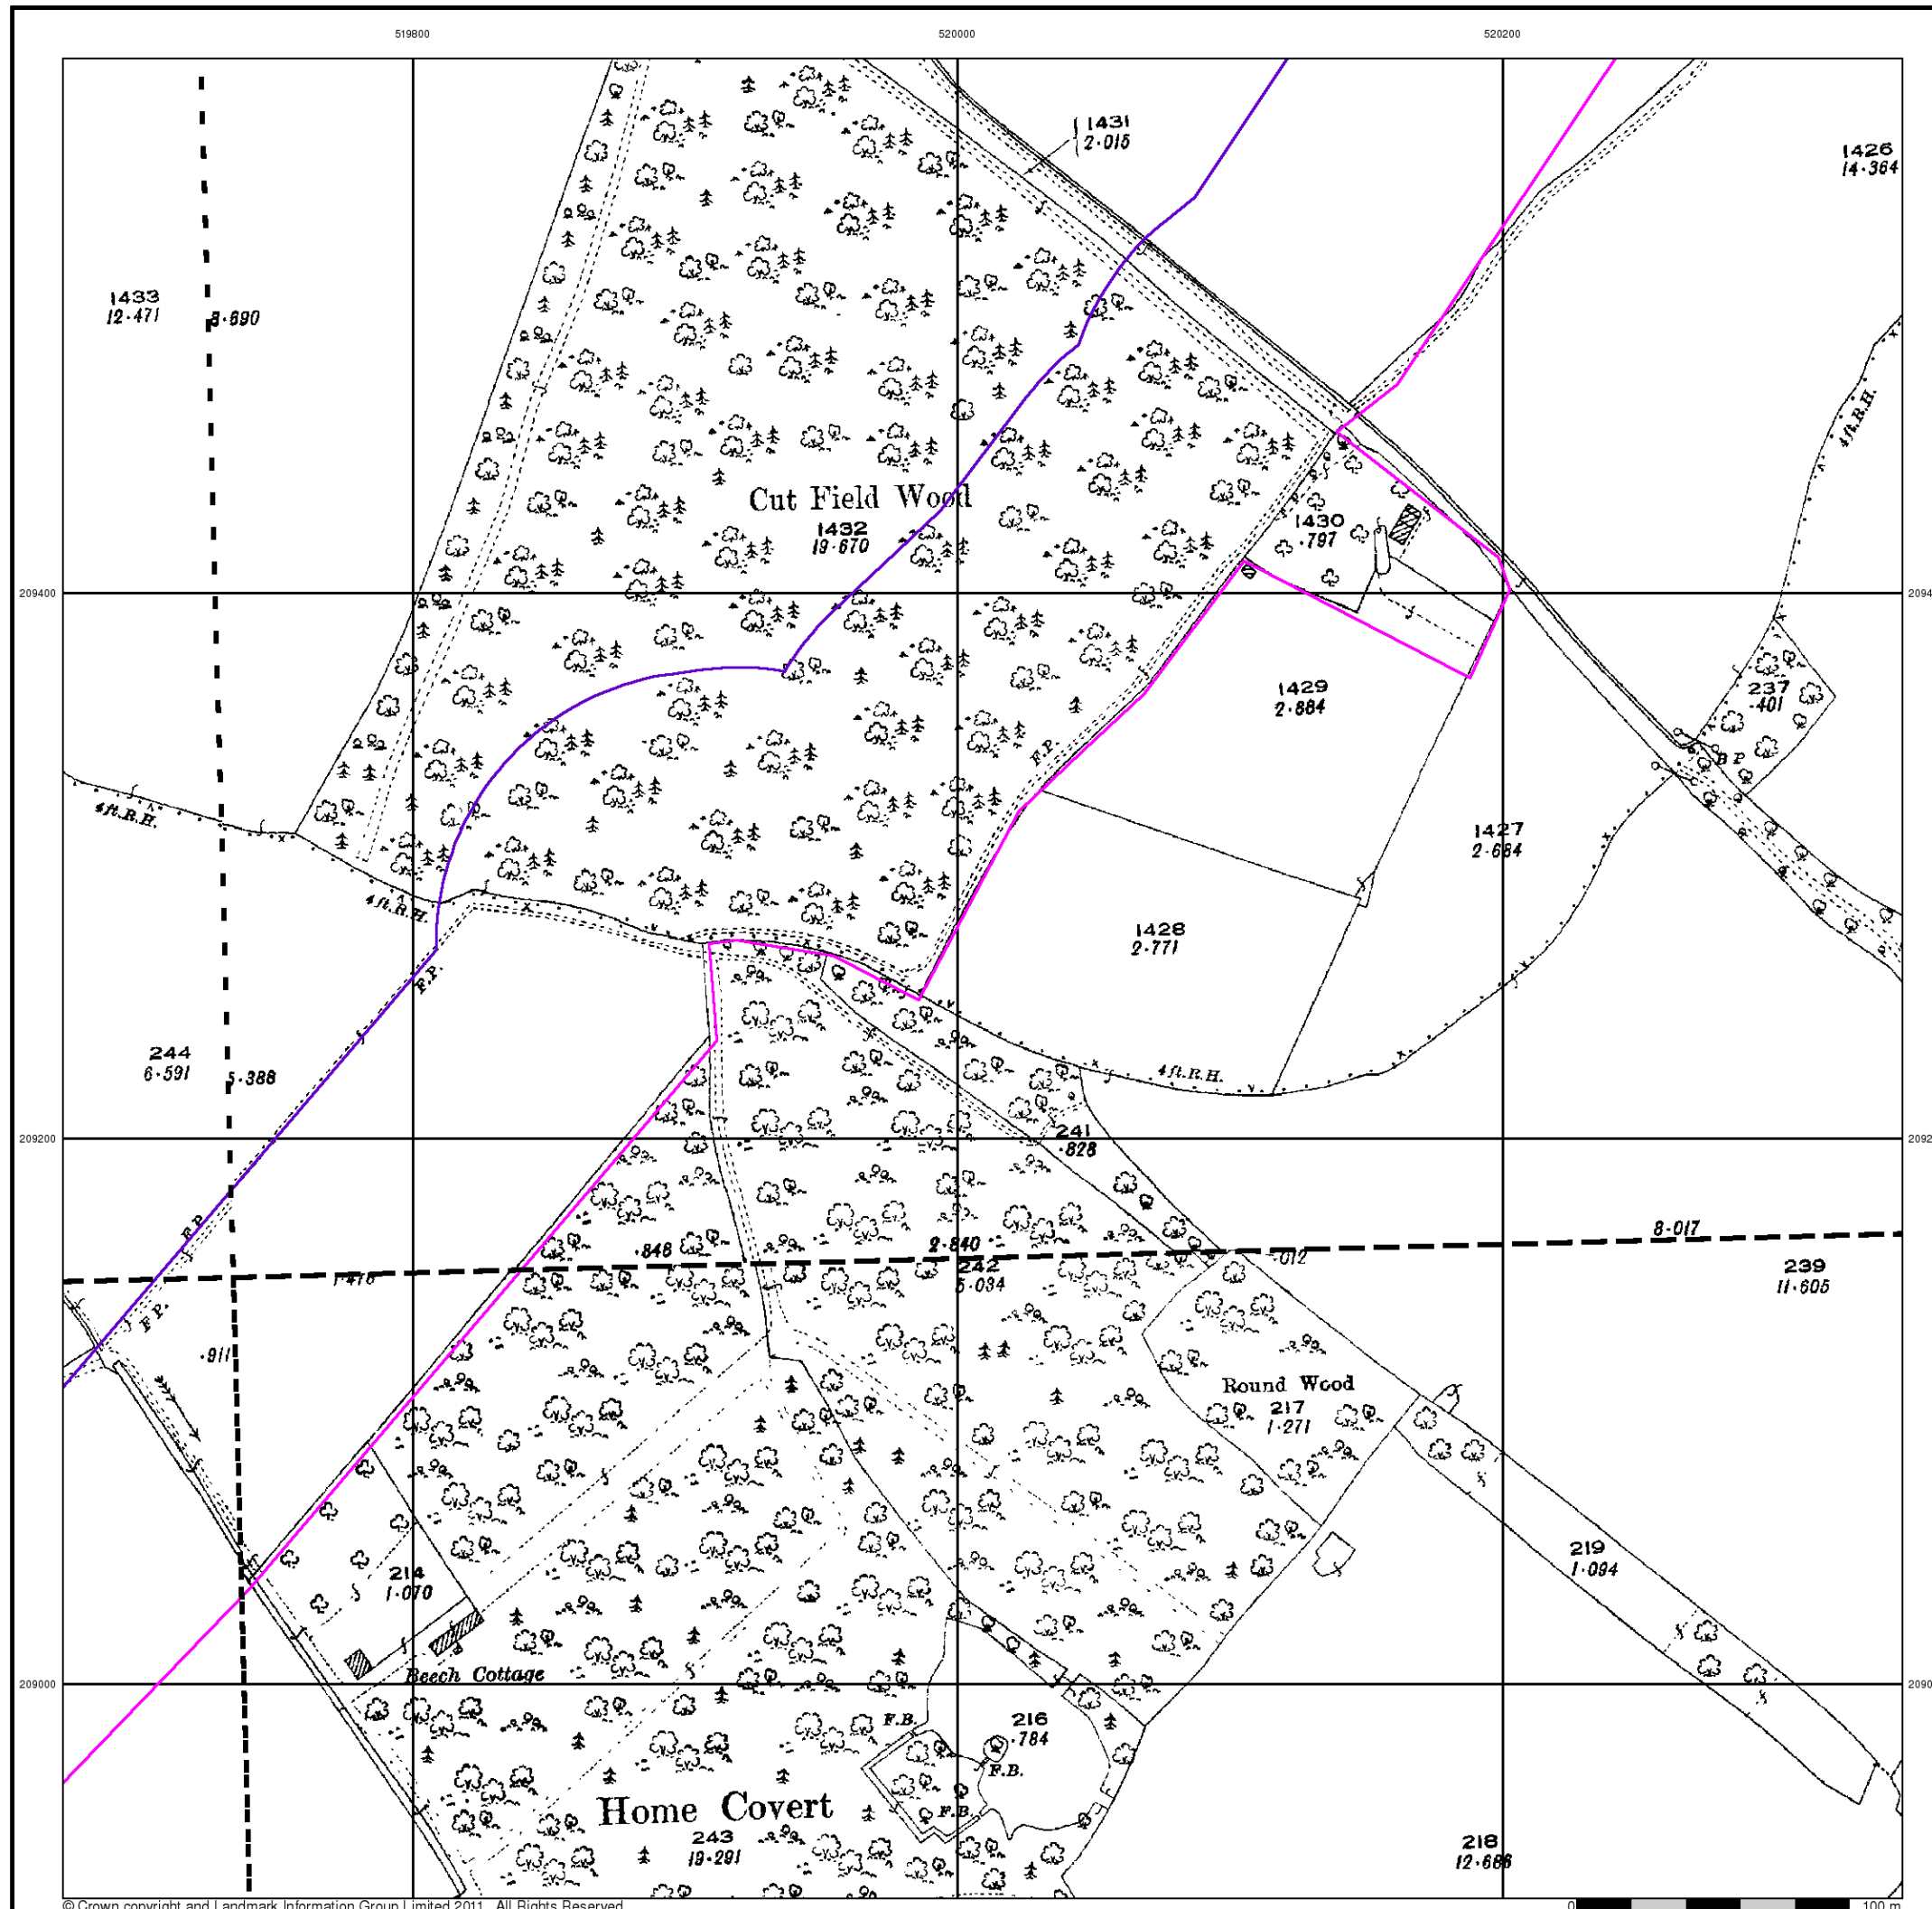 519800
520000
520200
1431
2·015
1426
14·364
1433
12·471
8·690
4ft.R.H.
Cut Field Wood
1432
19·670
1430
·797
209400
1429
2·884
237
·401
F.P.
B P
4ft.R.H.
4ft.R.H.
1427
2·684
1428
2·771
F.P.
244
6·591
5·388
4ft.R.H.
209200
241
·828
F.P.
·848
2·840
·012
8·017
242
5·034
239
11·605
F P.
·911
Round Wood
217
1·271
214
1·070
219
1·094
Beech Cottage
209000
F.B.
216
·784
F.B.
F.B.
Home Covert
243
19·291
218
12·686
© Crown copyright and Landmark Information Group Limited 2011. All Rights Reserved.
0
100 m